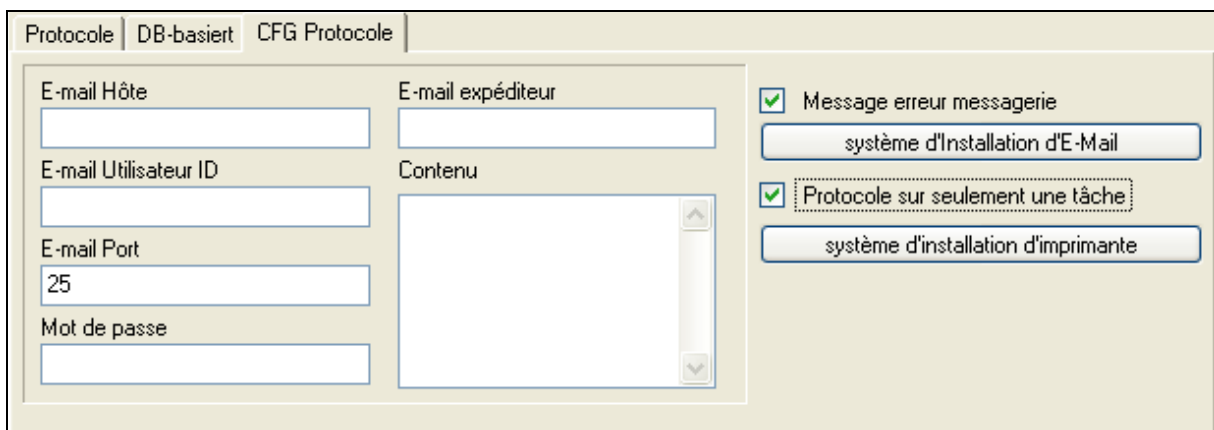 Protocole DB-basiert CFG Protocole
E-mail Hôte
E-mail Utilisateur ID
E-mail Port
25
Mot de passe
E-mail expéditeur
Contenu
Message erreur messagerie
système d'Installation d'E-Mail
Protocole sur seulement une tâche
système d'installation d'imprimante